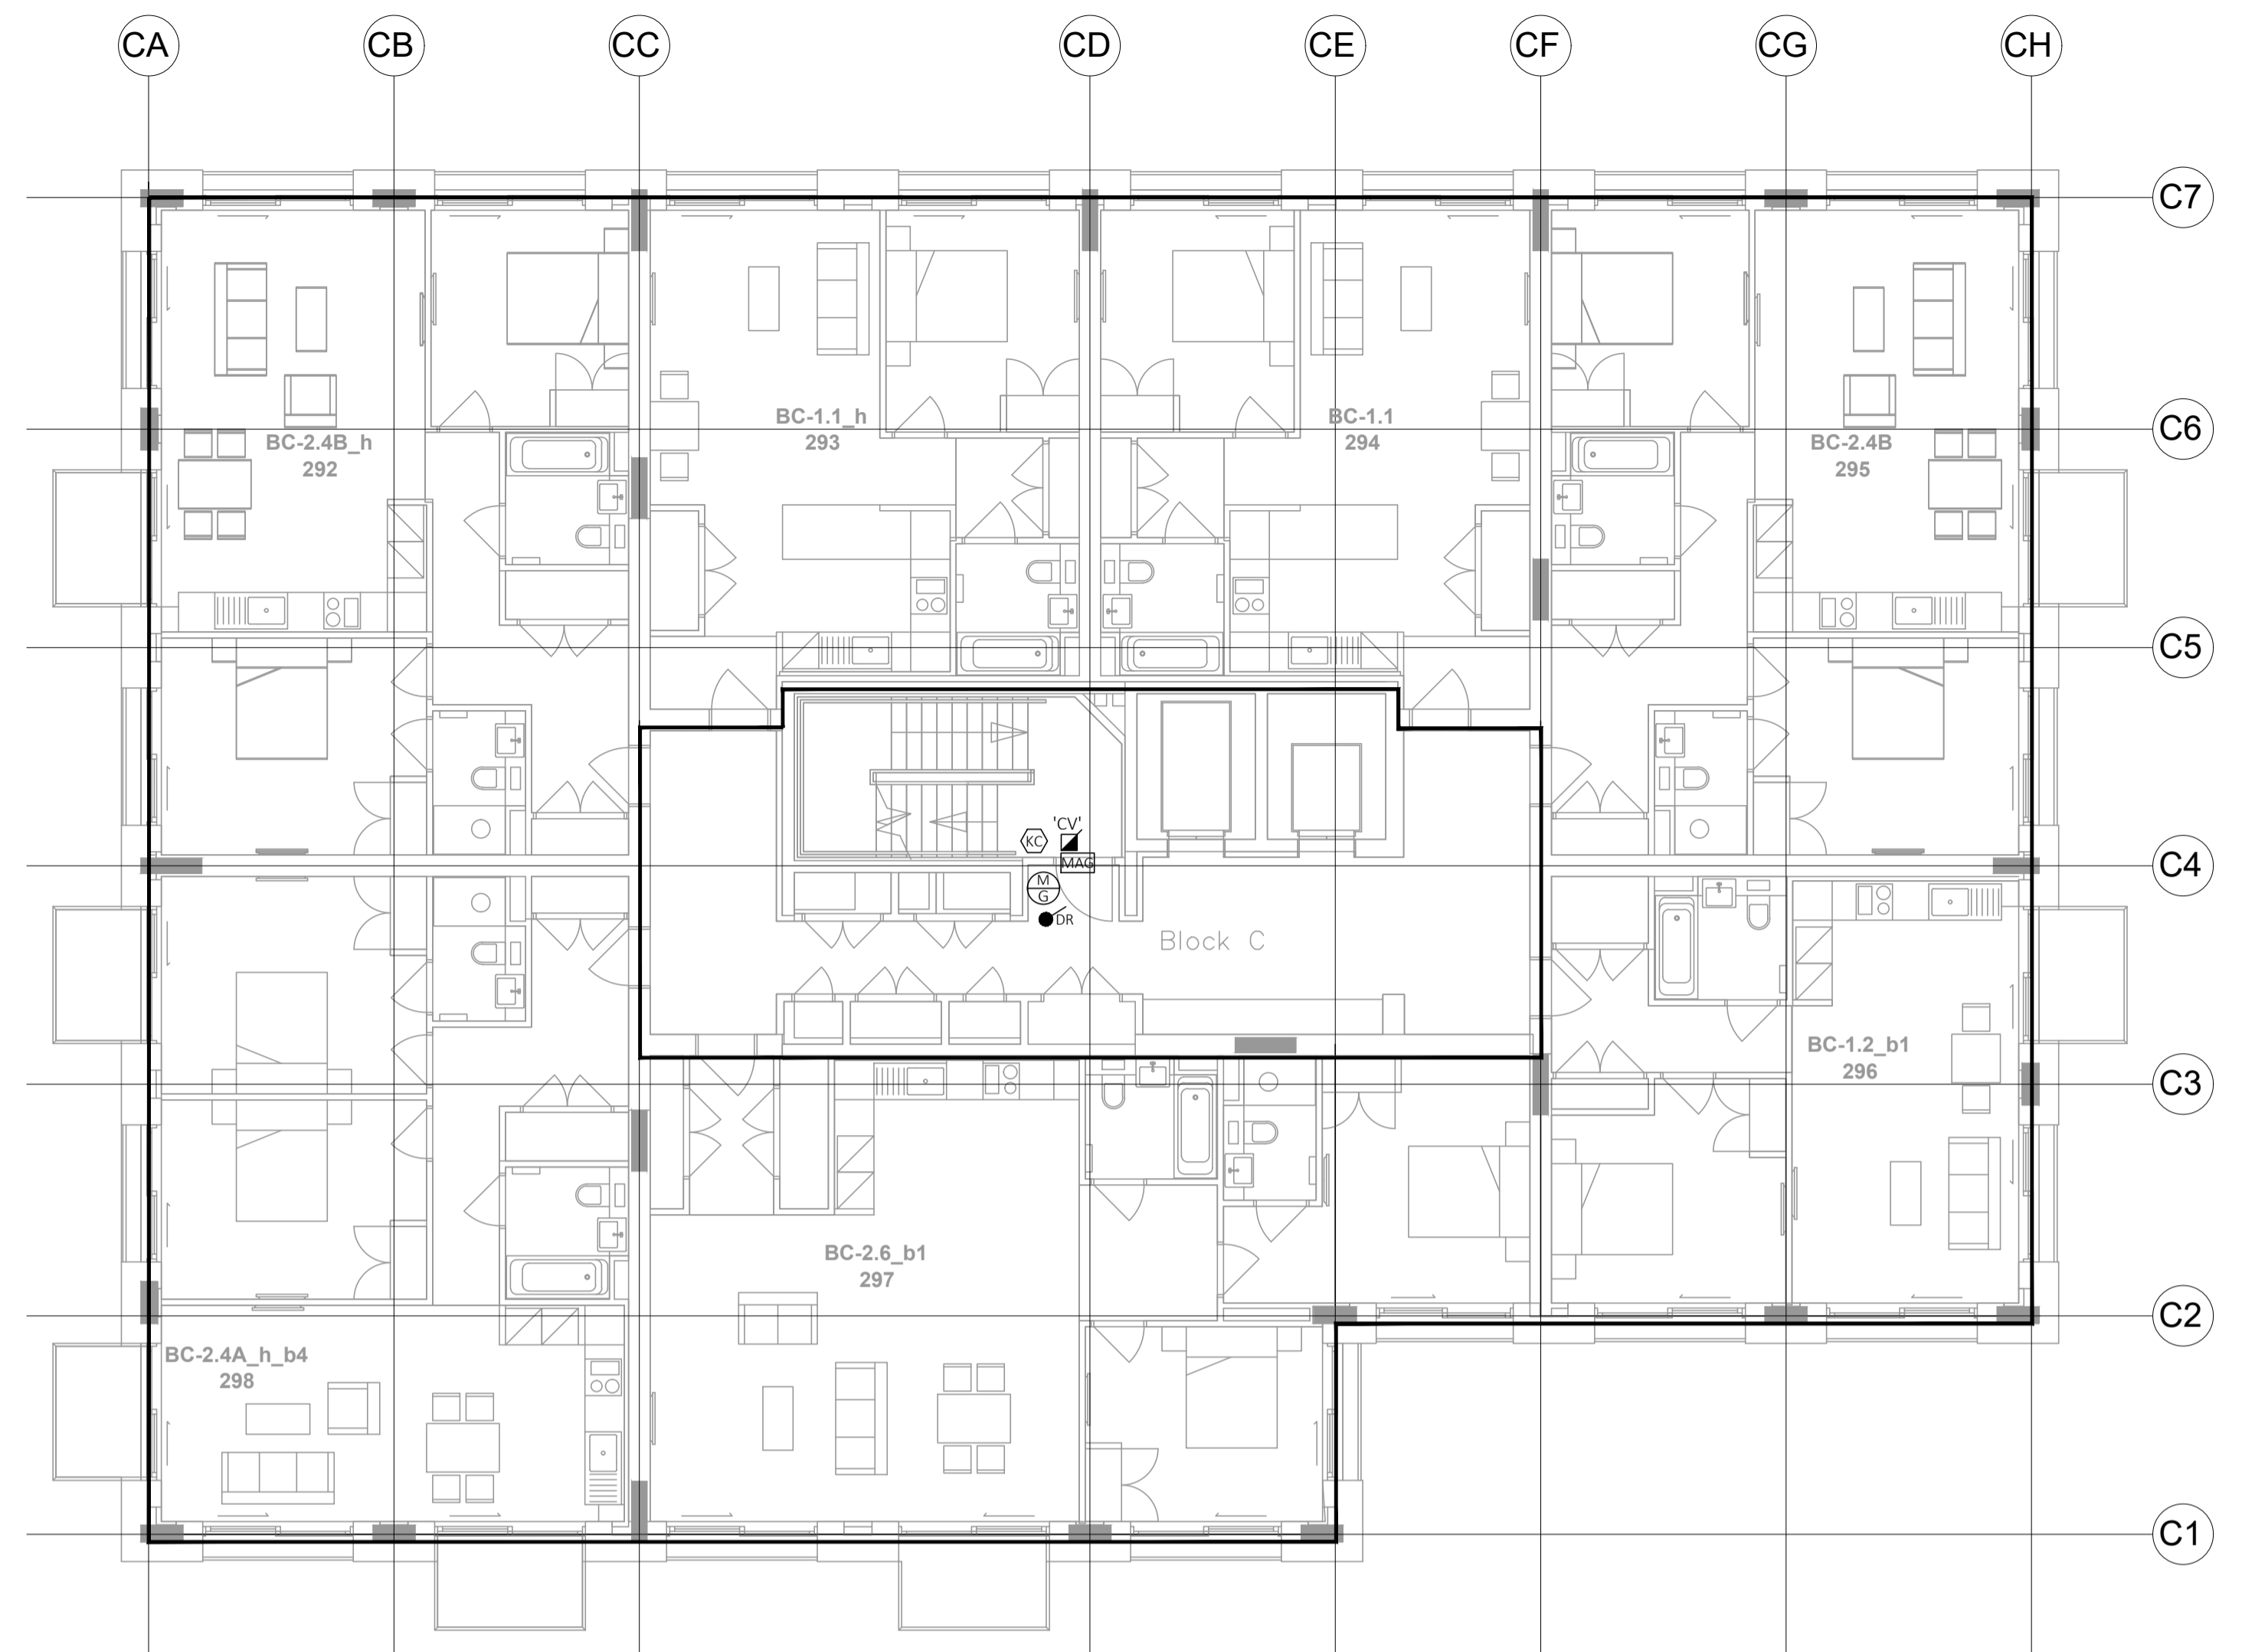 CA
CB
CC
CD
CE
CF
CG
CH
C7
C6
BC-2.4B_h
292
BC-1.1_h
293
BC-1.1
294
BC-2.4B
295
C5
'CV'
KC
MAG
C4
M
G
DR
Block C
BC-1.2_b1
296
C3
BC-2.6_b1
297
C2
BC-2.4A_h_b4
298
C1